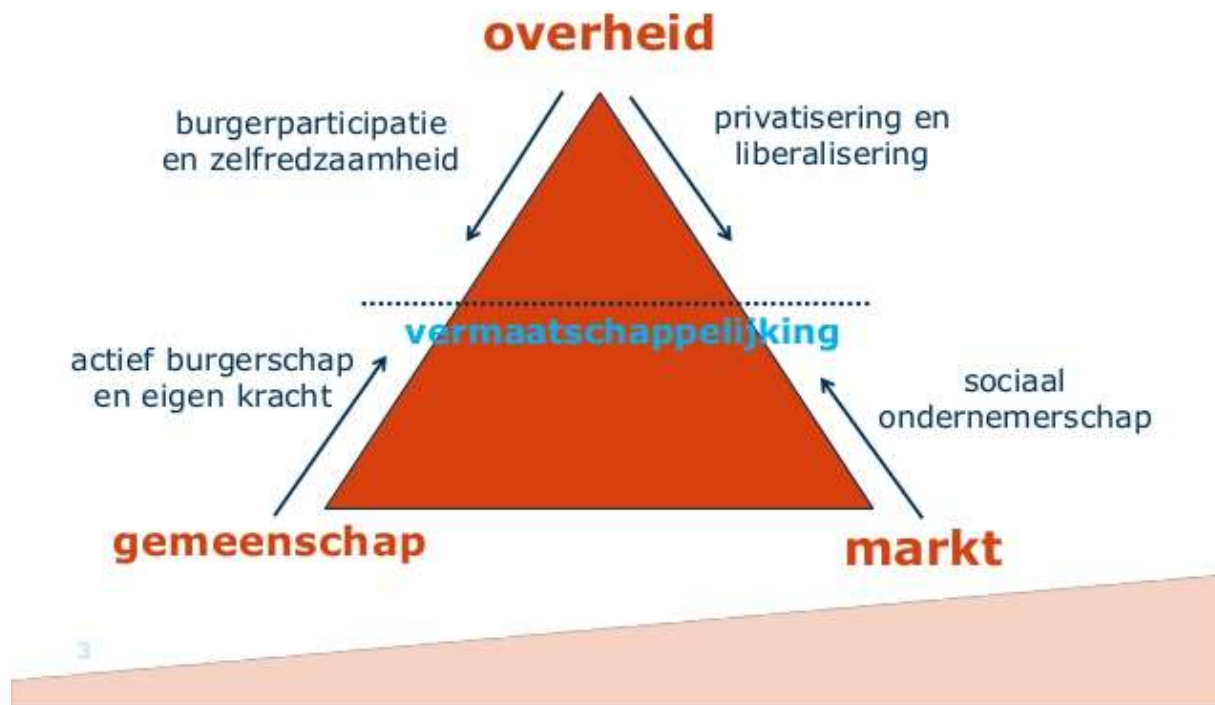 overheid
burgerparticipatie
en zelfredzaamheid
privatisering en
liberalisering
vermaatschappelijking
actief burgerschap
en eigen kracht
sociaal
ondernemerschap
gemeenschap
markt
3